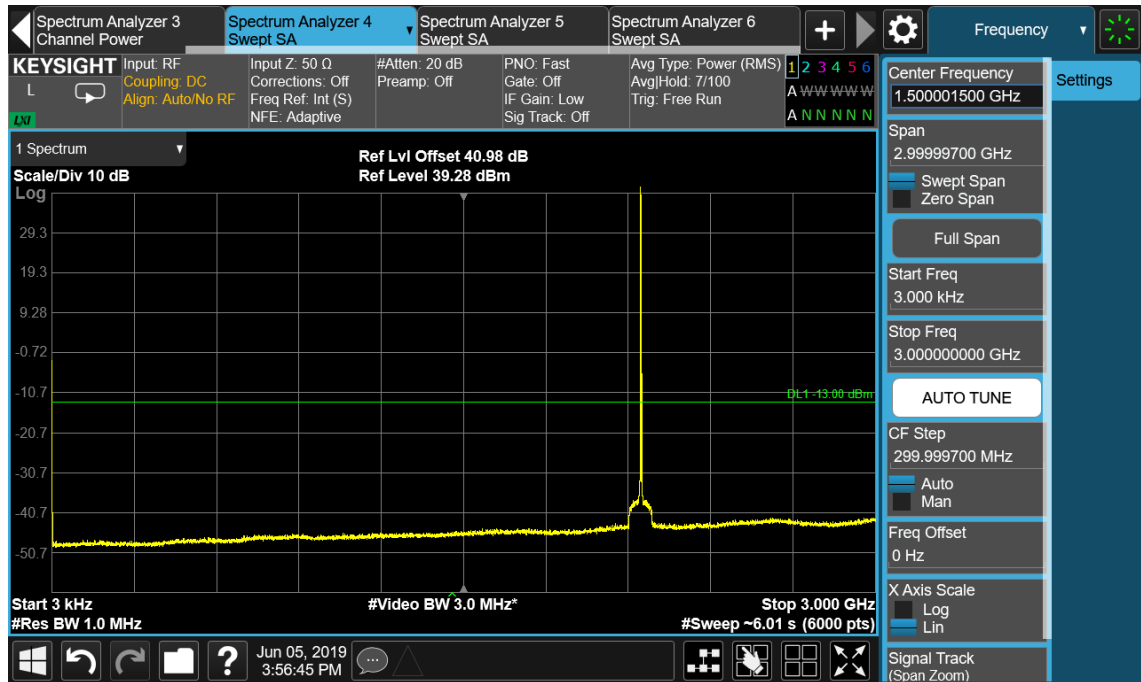 Spectrum Analyzer 3
Channel Power
Spectrum Analyzer 4
Swept SA
Spectrum Analyzer 5
Swept SA
Spectrum Analyzer 6
Swept SA
+
Frequency
KEYSIGHT
L
LXI
Input: RF
Coupling: DC
Align: Auto/No RF
Input Z: 50 Ω
Corrections: Off
Freq Ref: Int (S)
NFE: Adaptive
#Atten: 20 dB
Preamp: Off
PNO: Fast
Gate: Off
IF Gain: Low
Sig Track: Off
Avg Type: Power (RMS)
Avg|Hold: 7/100
Trig: Free Run
1 2 3 4 5 6
A W W W W W
A N N N N N
1 Spectrum
Scale/Div 10 dB
Ref Lvl Offset 40.98 dB
Ref Level 39.28 dBm
Log
29.3
19.3
9.28
-0.72
-10.7
DL1 -13.00 dBm
-20.7
-30.7
-40.7
-50.7
Start 3 kHz
#Video BW 3.0 MHz*
Stop 3.000 GHz
#Res BW 1.0 MHz
#Sweep ~6.01 s (6000 pts)
Center Frequency
1.500001500 GHz
Span
2.99999700 GHz
Swept Span
Zero Span
Full Span
Start Freq
3.000 kHz
Stop Freq
3.000000000 GHz
AUTO TUNE
CF Step
299.999700 MHz
Auto
Man
Freq Offset
0 Hz
X Axis Scale
Log
Lin
Signal Track
(Span Zoom)
Settings
?
Jun 05, 2019
3:56:45 PM